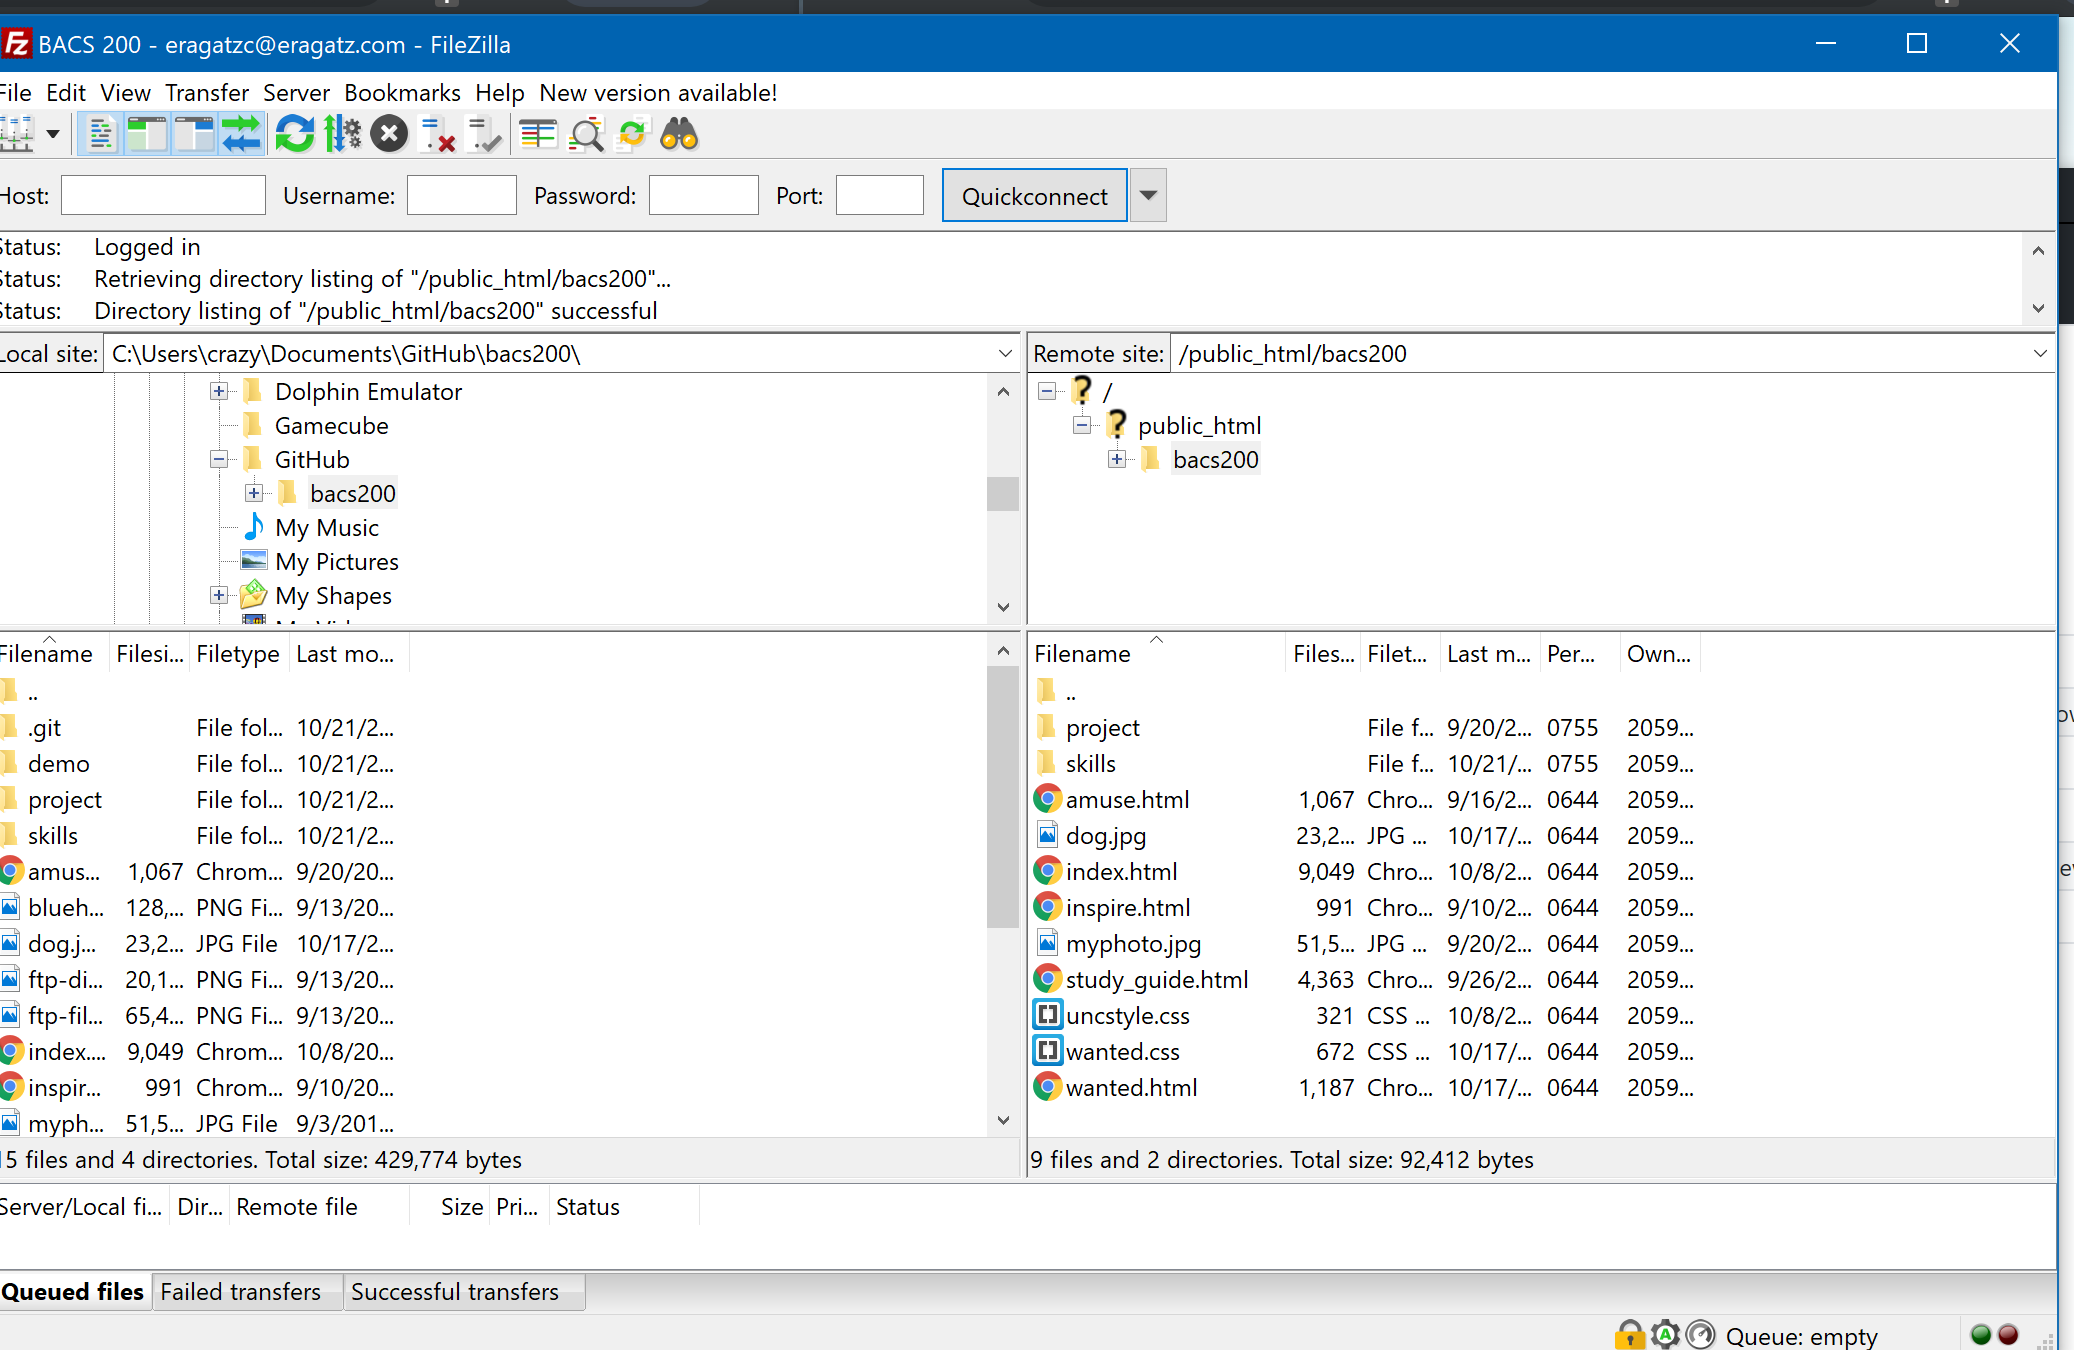 BACS 200 - eragatzc@eragatz.com - FileZilla
File Edit View Transfer Server Bookmarks Help New version available!
Host: Username: Password: Port: Quickconnect
Status: Logged in
Status: Retrieving directory listing of "/public_html/bacs200"...
Status: Directory listing of "/public_html/bacs200" successful
Local site: C:\Users\crazy\Documents\GitHub\bacs200\
Dolphin Emulator
Gamecube
GitHub
bacs200
My Music
My Pictures
My Shapes
Remote site: /public_html/bacs200
/
public_html
bacs200
Filename Filesi... Filetype Last mo...
..
.git File fol... 10/21/2...
demo File fol... 10/21/2...
project File fol... 10/21/2...
skills File fol... 10/21/2...
amus... 1,067 Chrom... 9/20/20...
blueh... 128,... PNG Fi... 9/13/20...
dog.j... 23,2... JPG File 10/17/2...
ftp-di... 20,1... PNG Fi... 9/13/20...
ftp-fil... 65,4... PNG Fi... 9/13/20...
index.... 9,049 Chrom... 10/8/20...
inspir... 991 Chrom... 9/10/20...
myph... 51,5... JPG File 9/3/201...
15 files and 4 directories. Total size: 429,774 bytes
Filename Files... Filet... Last m... Per... Own...
..
project File f... 9/20/2... 0755 2059...
skills File f... 10/21/... 0755 2059...
amuse.html 1,067 Chro... 9/16/2... 0644 2059...
dog.jpg 23,2... JPG ... 10/17/... 0644 2059...
index.html 9,049 Chro... 10/8/2... 0644 2059...
inspire.html 991 Chro... 9/10/2... 0644 2059...
myphoto.jpg 51,5... JPG ... 9/20/2... 0644 2059...
study_guide.html 4,363 Chro... 9/26/2... 0644 2059...
uncstyle.css 321 CSS ... 10/8/2... 0644 2059...
wanted.css 672 CSS ... 10/17/... 0644 2059...
wanted.html 1,187 Chro... 10/17/... 0644 2059...
9 files and 2 directories. Total size: 92,412 bytes
Server/Local fi... Dir... Remote file Size Pri... Status
Queued files Failed transfers Successful transfers
Queue: empty